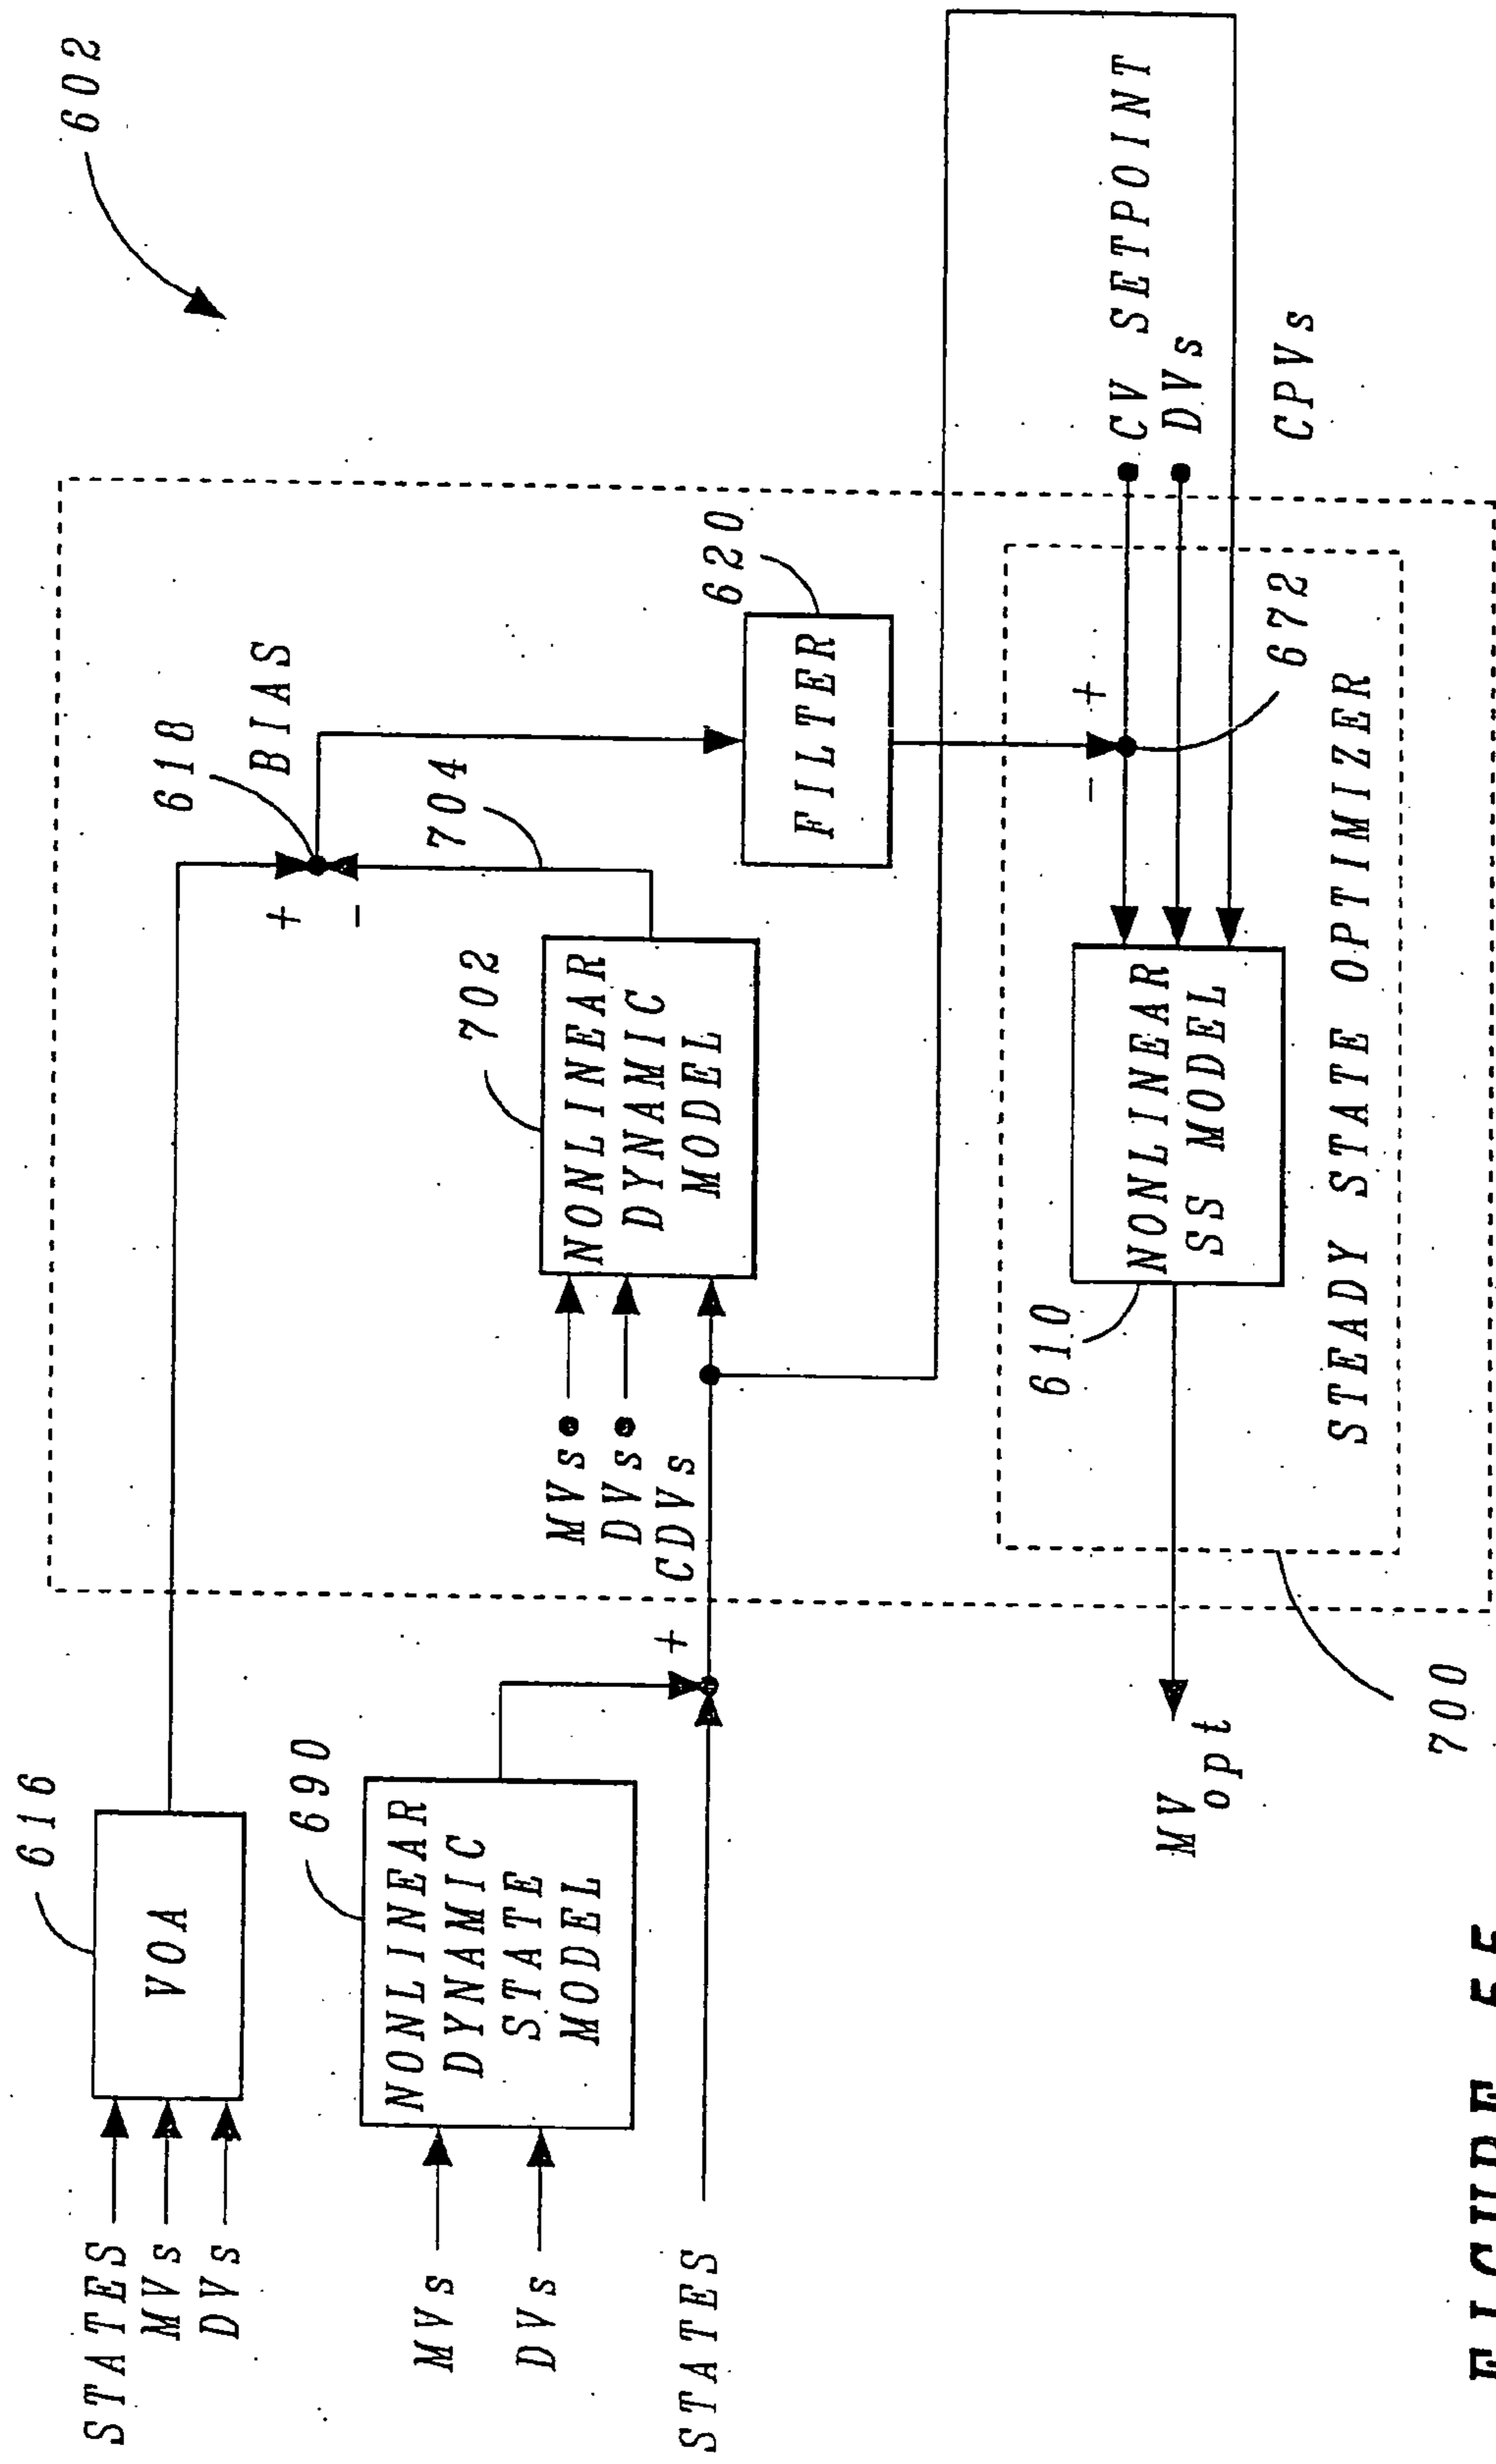 602
616
STATES
MVs
DVs
VOA
618
BIAS
+
-
690
MVs
DVs
NONLINEAR
DYNAMIC
STATE
MODEL
STATES
+
MVs
DVs
CDVs
702
NONLINEAR
DYNAMIC
MODEL
704
620
FILTER
610
NONLINEAR
SS MODEL
- +
672
CV SETPOINT
DVs
CPVs
STEADY STATE OPTIMIZER
MV
opt
700